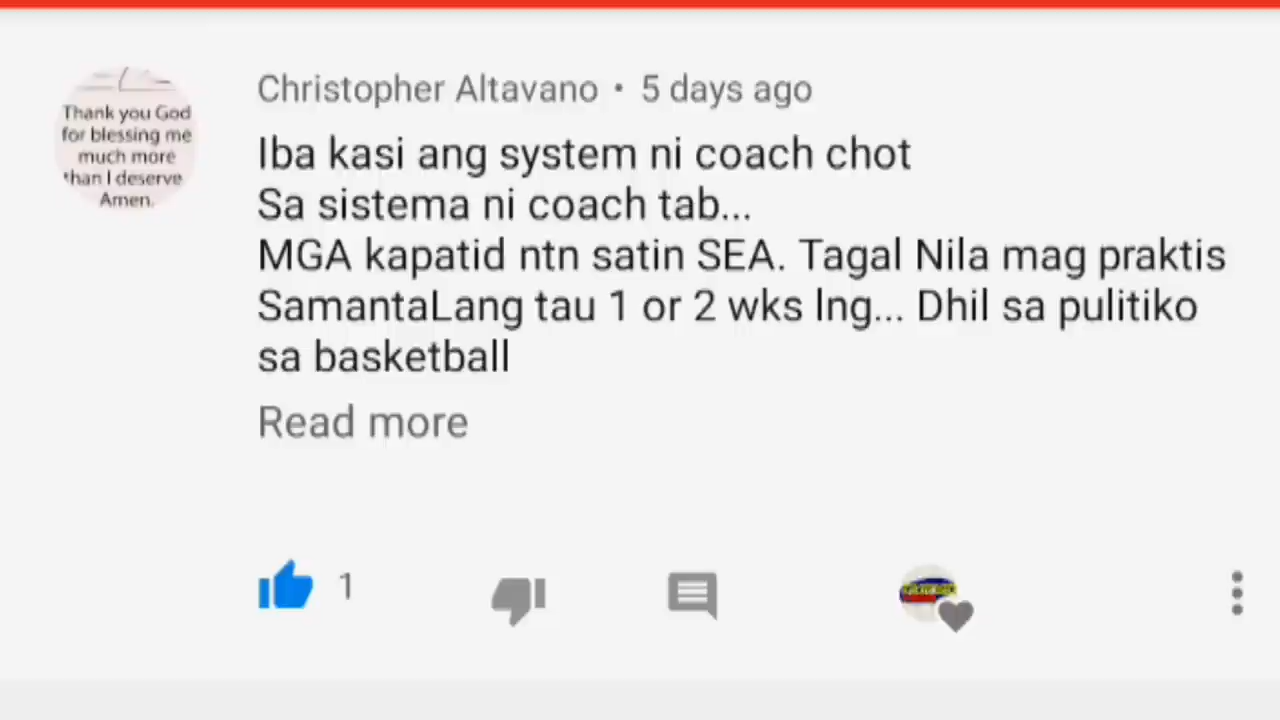 Thank you God
for blessing me
much more
than I deserve
Amen.
Christopher Altavano • 5 days ago
Iba kasi ang system ni coach chot
Sa sistema ni coach tab...
MGA kapatid ntn satin SEA. Tagal Nila mag praktis
SamantaLang tau 1 or 2 wks lng... Dhil sa pulitiko
sa basketball
Read more
1